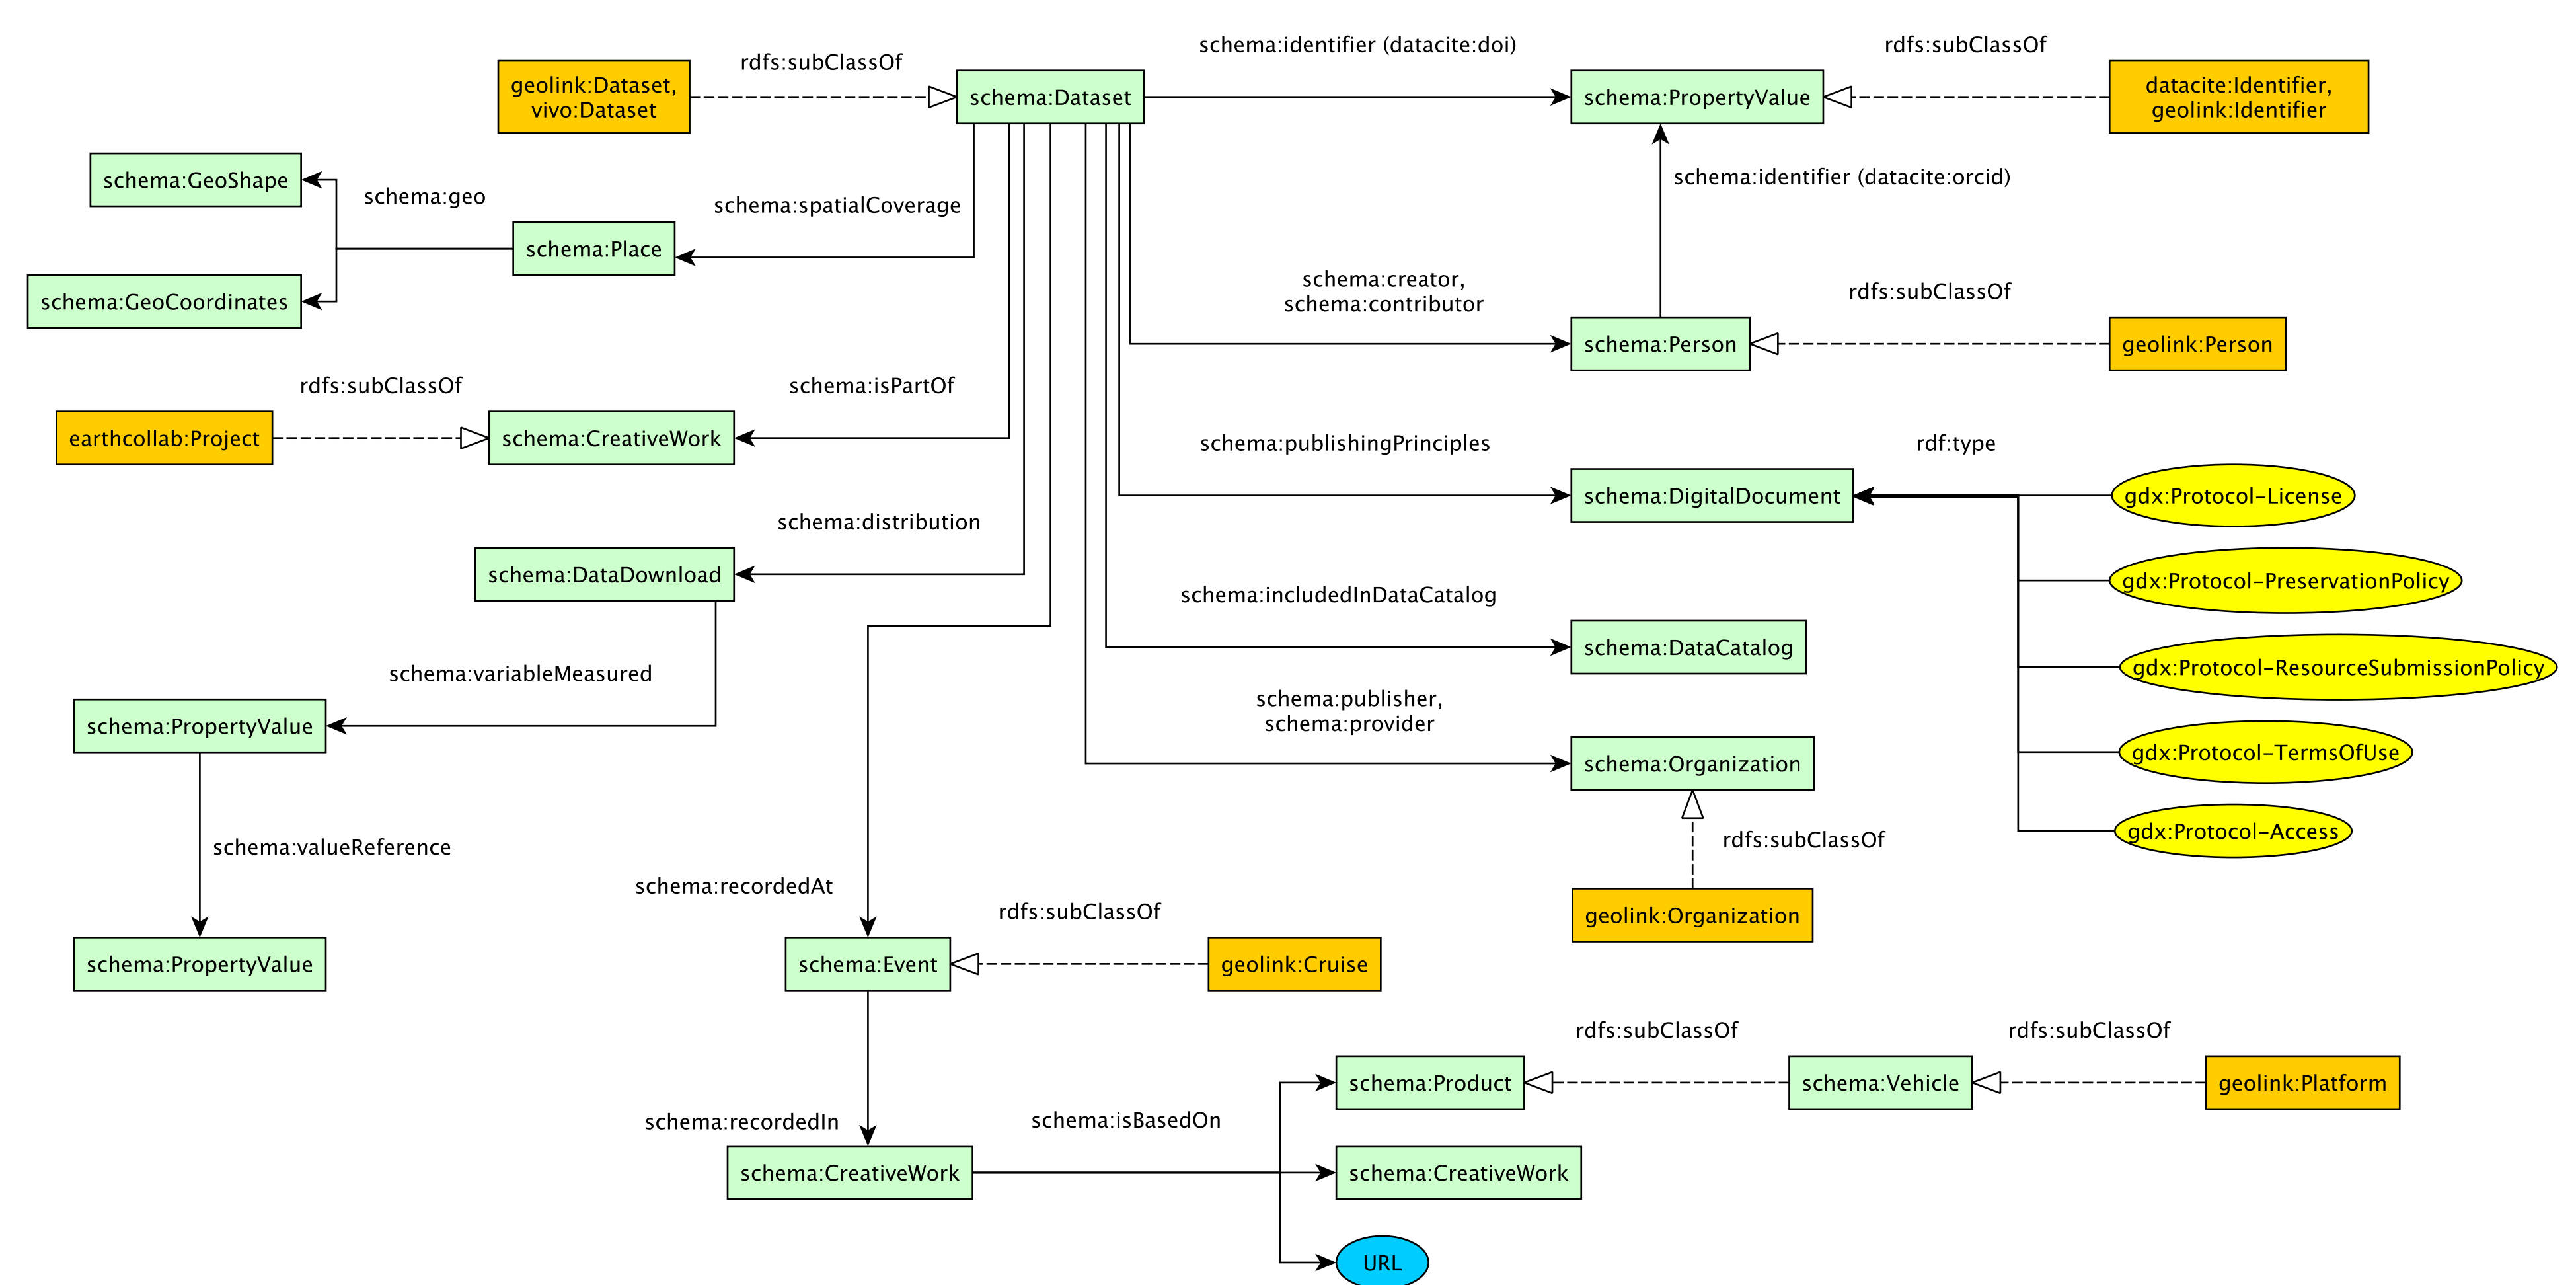 schema:identifier (datacite:doi)
rdfs:subClassOf
rdfs:subClassOf
geolink:Dataset,
vivo:Dataset
schema:Dataset
schema:PropertyValue
datacite:Identifier,
geolink:Identifier
schema:GeoShape
schema:geo
schema:spatialCoverage
schema:identifier (datacite:orcid)
schema:Place
schema:GeoCoordinates
schema:creator,
schema:contributor
rdfs:subClassOf
schema:Person
geolink:Person
rdfs:subClassOf
schema:isPartOf
earthcollab:Project
schema:CreativeWork
schema:publishingPrinciples
rdf:type
schema:DigitalDocument
gdx:Protocol-License
schema:distribution
schema:DataDownload
gdx:Protocol-PreservationPolicy
schema:includedInDataCatalog
schema:DataCatalog
gdx:Protocol-ResourceSubmissionPolicy
schema:variableMeasured
schema:PropertyValue
schema:publisher,
schema:provider
schema:Organization
gdx:Protocol-TermsOfUse
gdx:Protocol-Access
schema:valueReference
rdfs:subClassOf
schema:recordedAt
rdfs:subClassOf
geolink:Organization
schema:PropertyValue
schema:Event
geolink:Cruise
rdfs:subClassOf
rdfs:subClassOf
schema:Product
schema:Vehicle
geolink:Platform
schema:recordedIn
schema:isBasedOn
schema:CreativeWork
schema:CreativeWork
URL